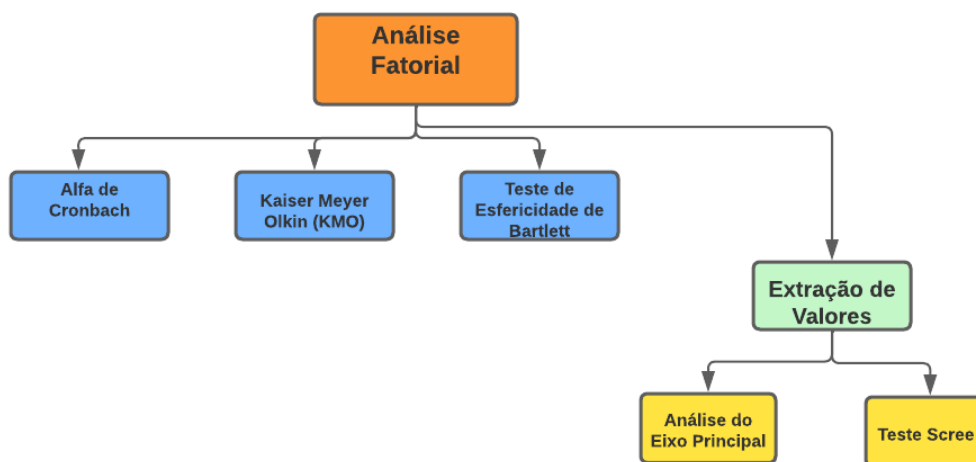 Análise
Fatorial
Alfa de
Cronbach
Kaiser Meyer
Olkin (KMO)
Teste de
Esfericidade de
Bartlett
Extração de
Valores
Análise do
Eixo Principal
Teste Scree